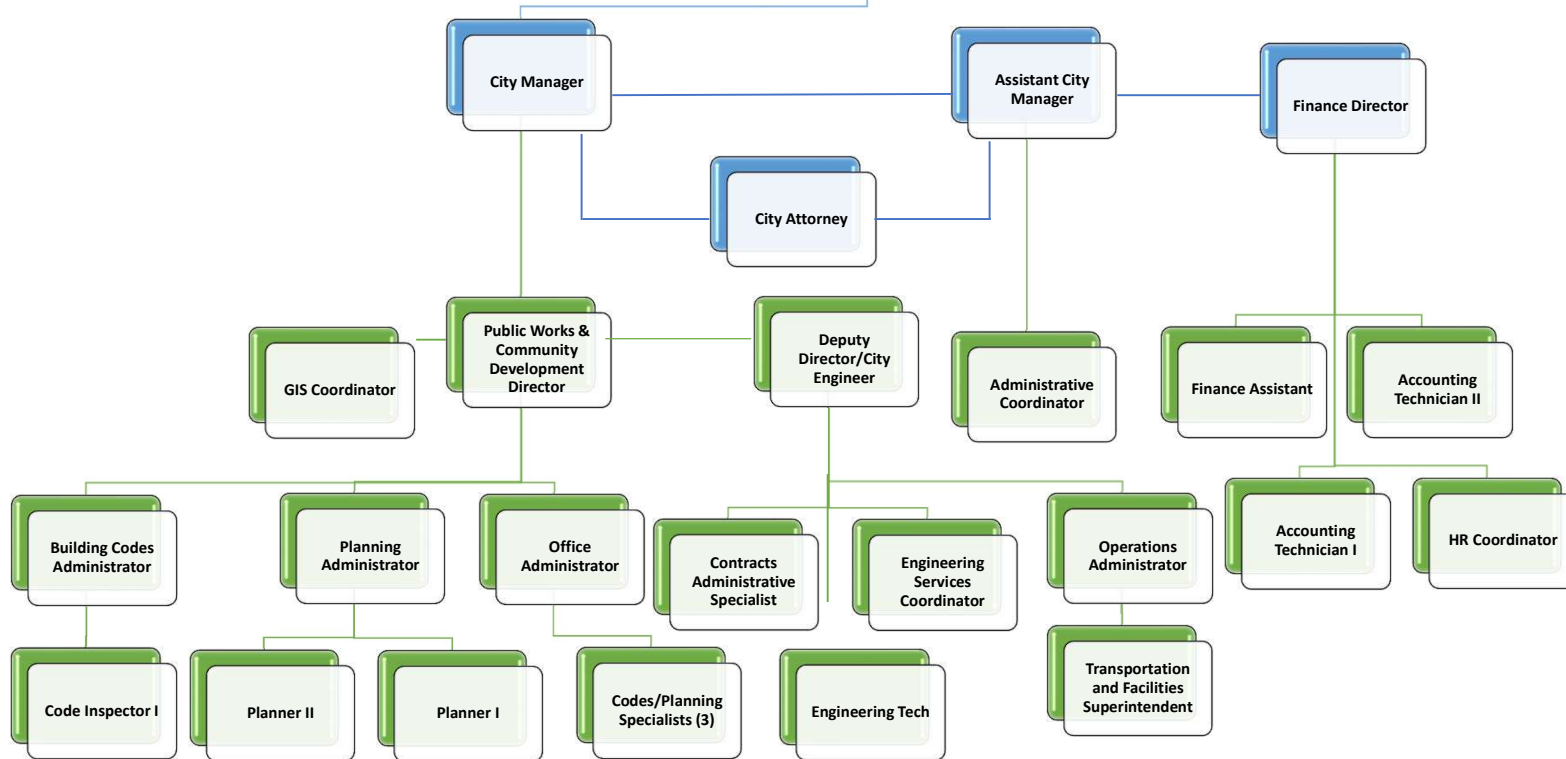 City Manager
Assistant City
Manager
Finance Director
City Attorney
GIS Coordinator
Public Works &
Community
Development
Director
Deputy
Director/City
Engineer
Administrative
Coordinator
Finance Assistant
Accounting
Technician II
Building Codes
Administrator
Planning
Administrator
Office
Administrator
Contracts
Administrative
Specialist
Engineering
Services
Coordinator
Operations
Administrator
Accounting
Technician I
HR Coordinator
Code Inspector I
Planner II
Planner I
Codes/Planning
Specialists (3)
Engineering Tech
Transportation
and Facilities
Superintendent